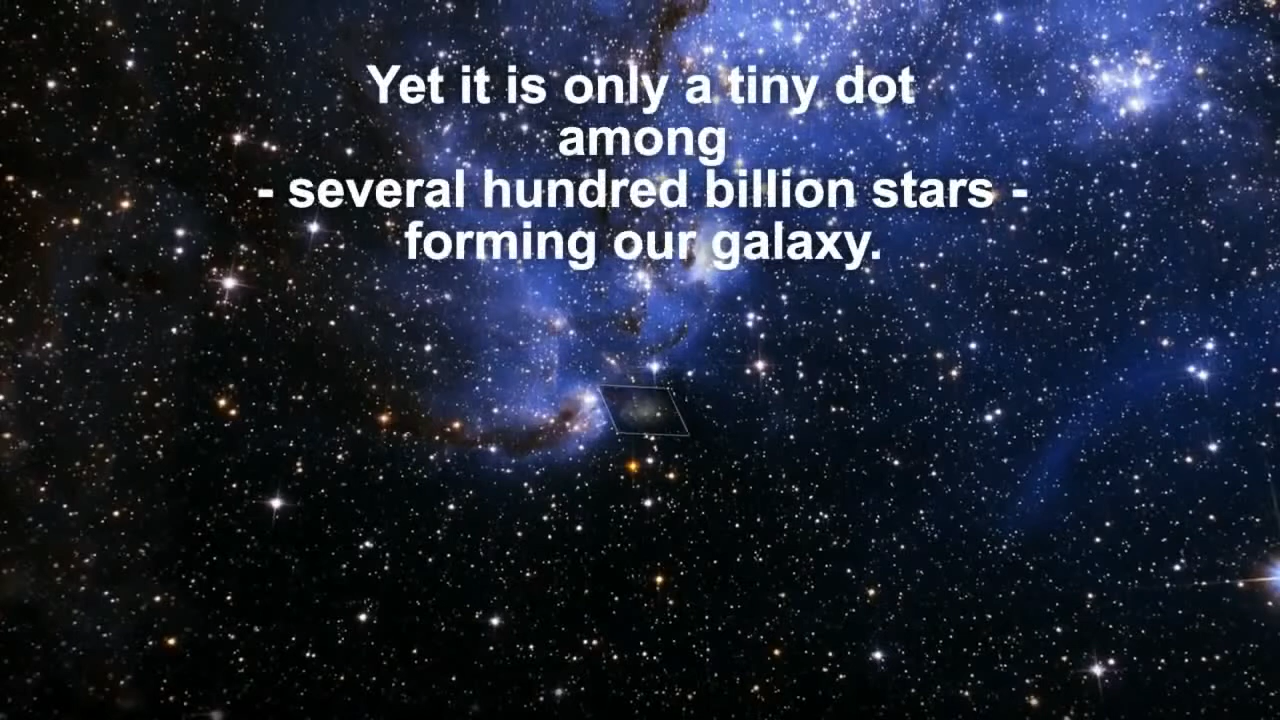 Yet it is only a tiny dot
among
- several hundred billion stars -
forming our galaxy.